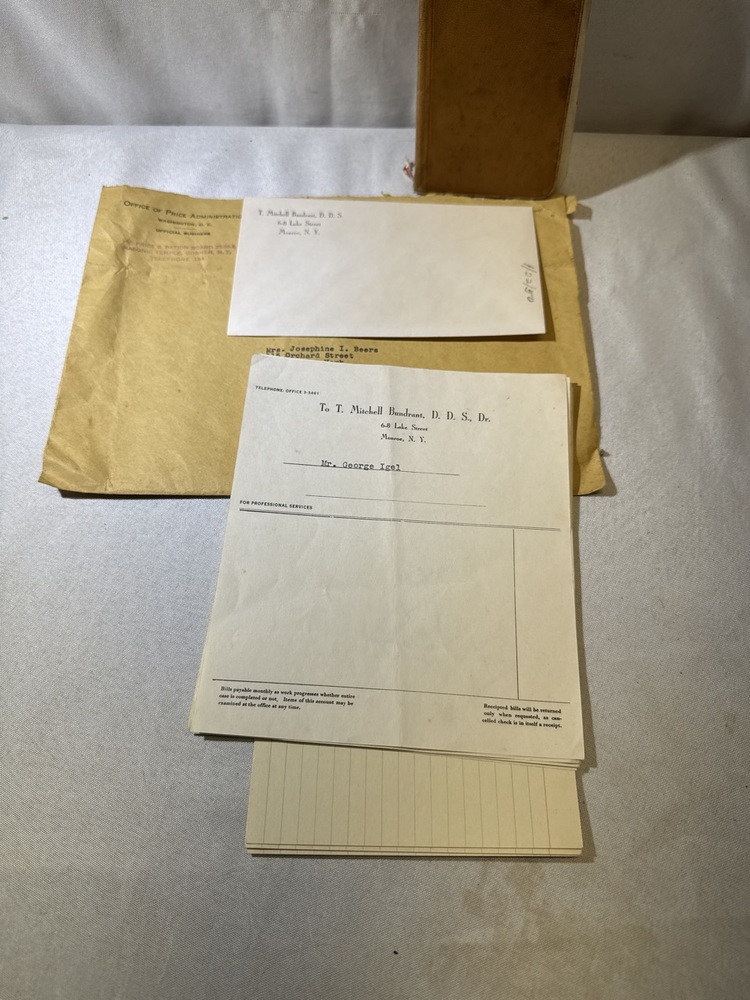 OFFICE OF PRICE ADMINISTRATION
WASHINGTON, D. C.
OFFICIAL BUSINESS
T. Mitchell Bundrant, D. D. S.
6-8 Lake Street
Monroe, N. Y.
Mrs. Josephine I. Beers
Orchard Street
TELEPHONE: OFFICE 3-3461
To T. Mitchell Bundrant, D. D. S., Dr.
6-8 Lake Street
Monroe, N. Y.
Mr. George Igel
FOR PROFESSIONAL SERVICES
Bills payable monthly as work progresses whether entire
case is completed or not. Items of this account may be
examined at the office at any time.
Receipted bills will be returned
only when requested, as can-
celled check is in itself a receipt.